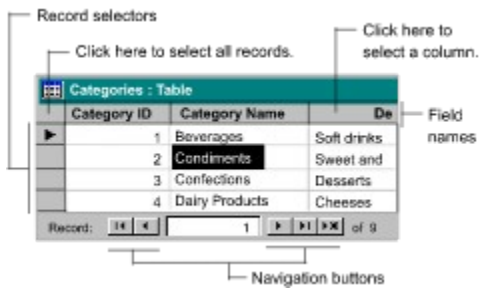 Record selectors
Click here to select all records.
Click here to
select a column.
Categories : Table
Category ID Category Name De
1 Beverages Soft drinks
2 Condiments Sweet and
3 Confections Desserts
4 Dairy Products Cheeses
Record: 1 of 9
Field
names
Navigation buttons